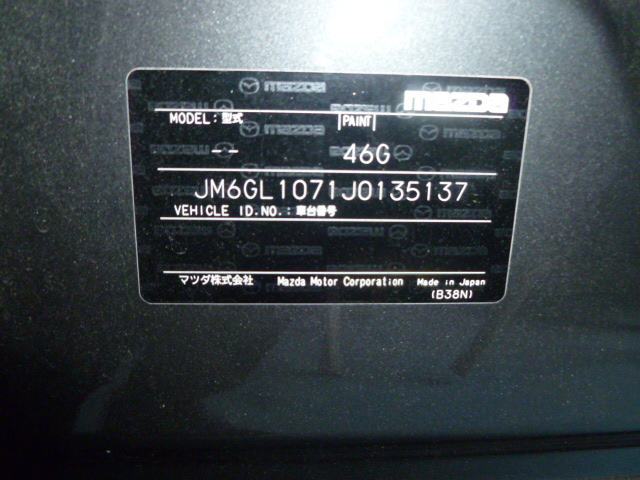 mazda
MODEL：型式 PAINT
-- 46G
JM6GL1071J0135137
VEHICLE ID.NO.：車台番号
マツダ株式会社 Mazda Motor Corporation Made in Japan
(B38N)